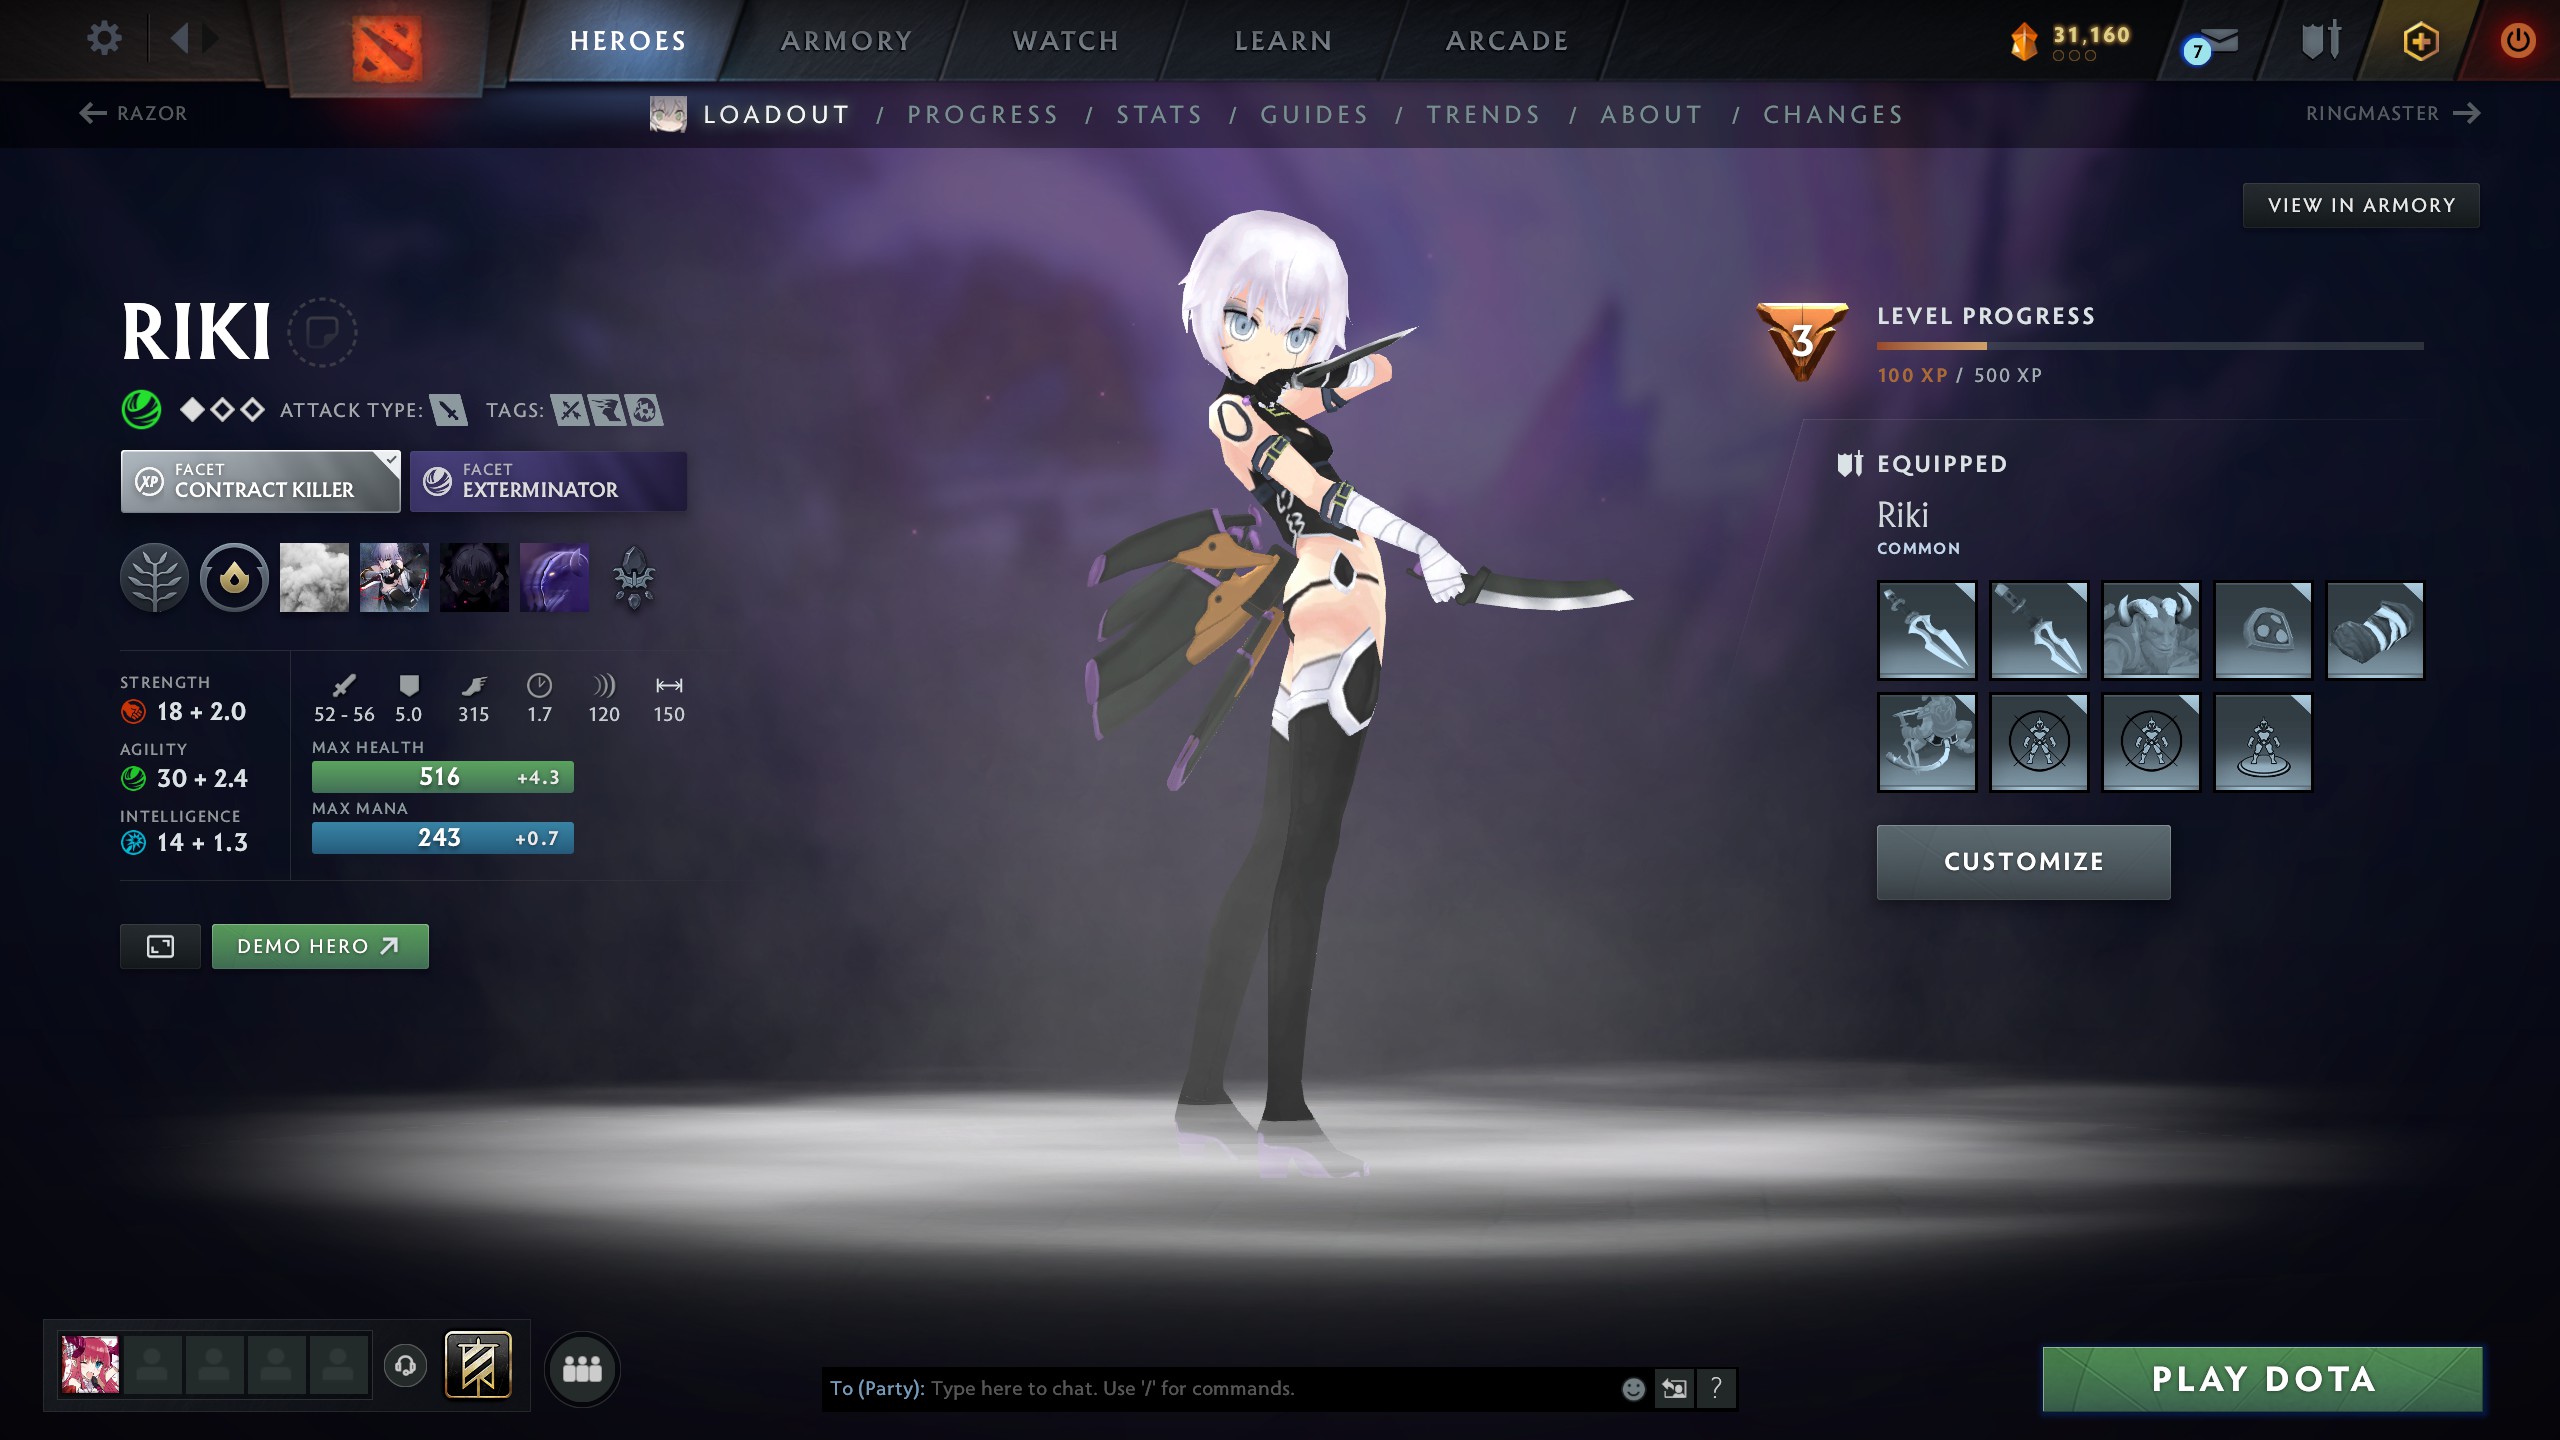 HEROES
ARMORY
WATCH
LEARN
ARCADE
31,160
7
RAZOR
LOADOUT / PROGRESS / STATS / GUIDES / TRENDS / ABOUT / CHANGES
RINGMASTER
VIEW IN ARMORY
RIKI
ATTACK TYPE:
TAGS:
XP
FACET
CONTRACT KILLER
FACET
EXTERMINATOR
STRENGTH
18 + 2.0
AGILITY
30 + 2.4
INTELLIGENCE
14 + 1.3
52 - 56
5.0
315
1.7
120
150
MAX HEALTH
516
+4.3
MAX MANA
243
+0.7
DEMO HERO
3
LEVEL PROGRESS
100 XP / 500 XP
EQUIPPED
Riki
COMMON
CUSTOMIZE
To (Party): Type here to chat. Use '/' for commands.
?
PLAY DOTA